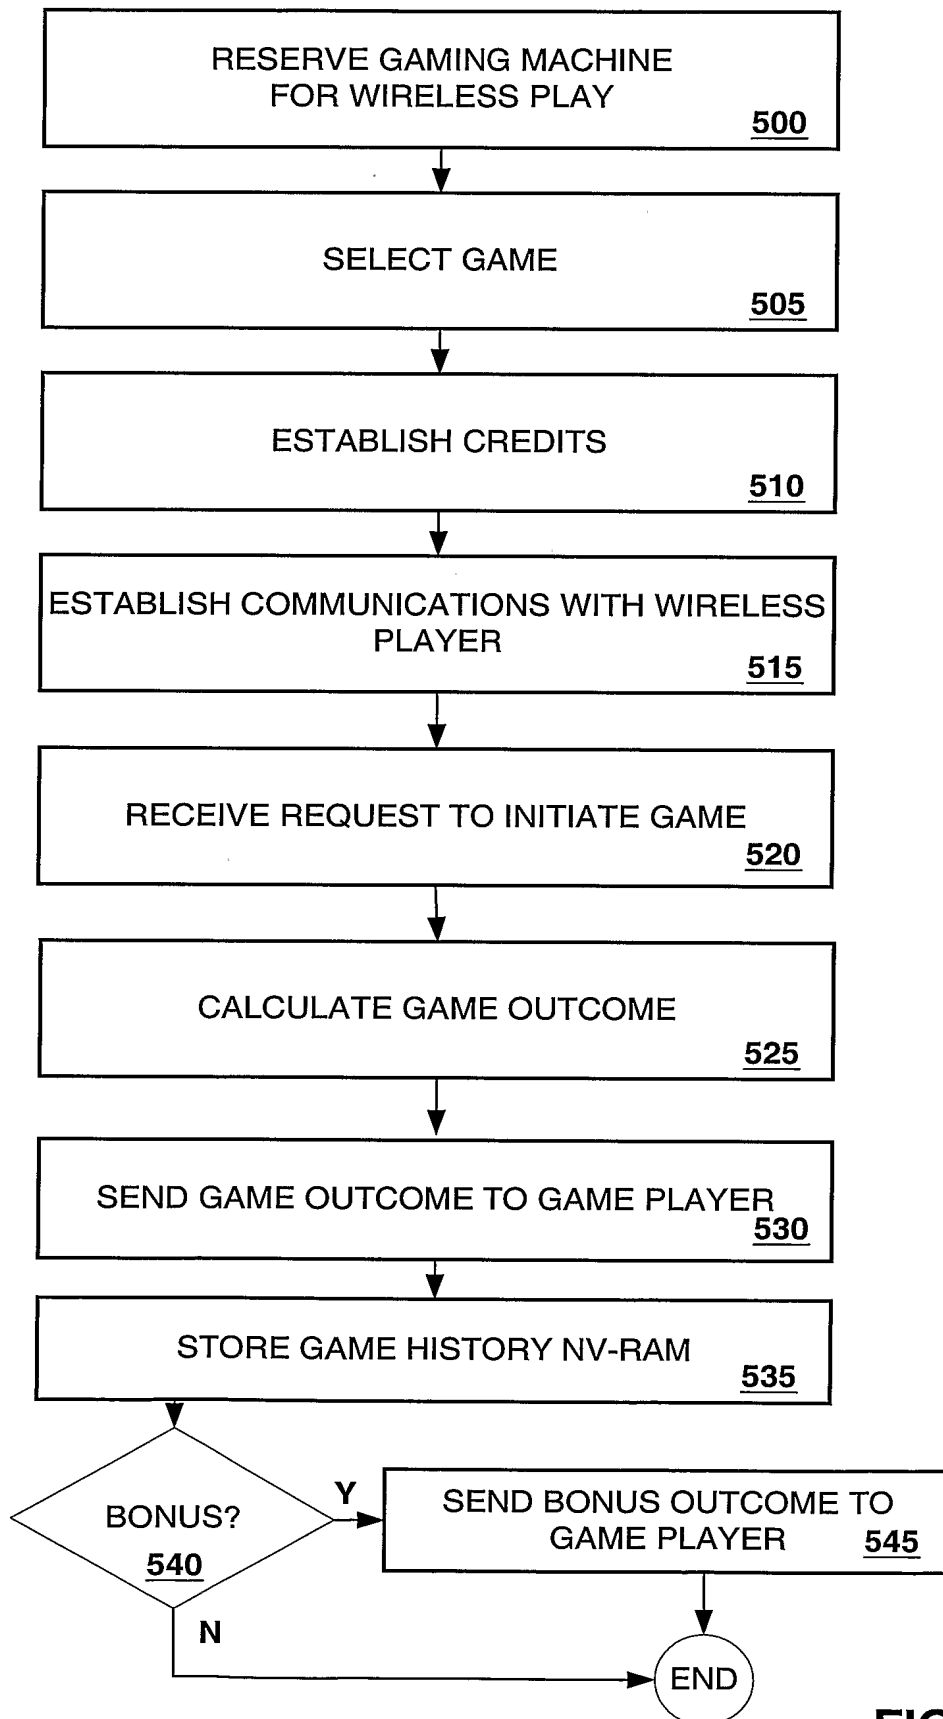 RESERVE GAMING MACHINE
FOR WIRELESS PLAY
500
SELECT GAME
505
ESTABLISH CREDITS
510
ESTABLISH COMMUNICATIONS WITH WIRELESS
PLAYER
515
RECEIVE REQUEST TO INITIATE GAME
520
CALCULATE GAME OUTCOME
525
SEND GAME OUTCOME TO GAME PLAYER
530
STORE GAME HISTORY NV-RAM
535
BONUS?
540
Y
SEND BONUS OUTCOME TO
GAME PLAYER 545
N
END